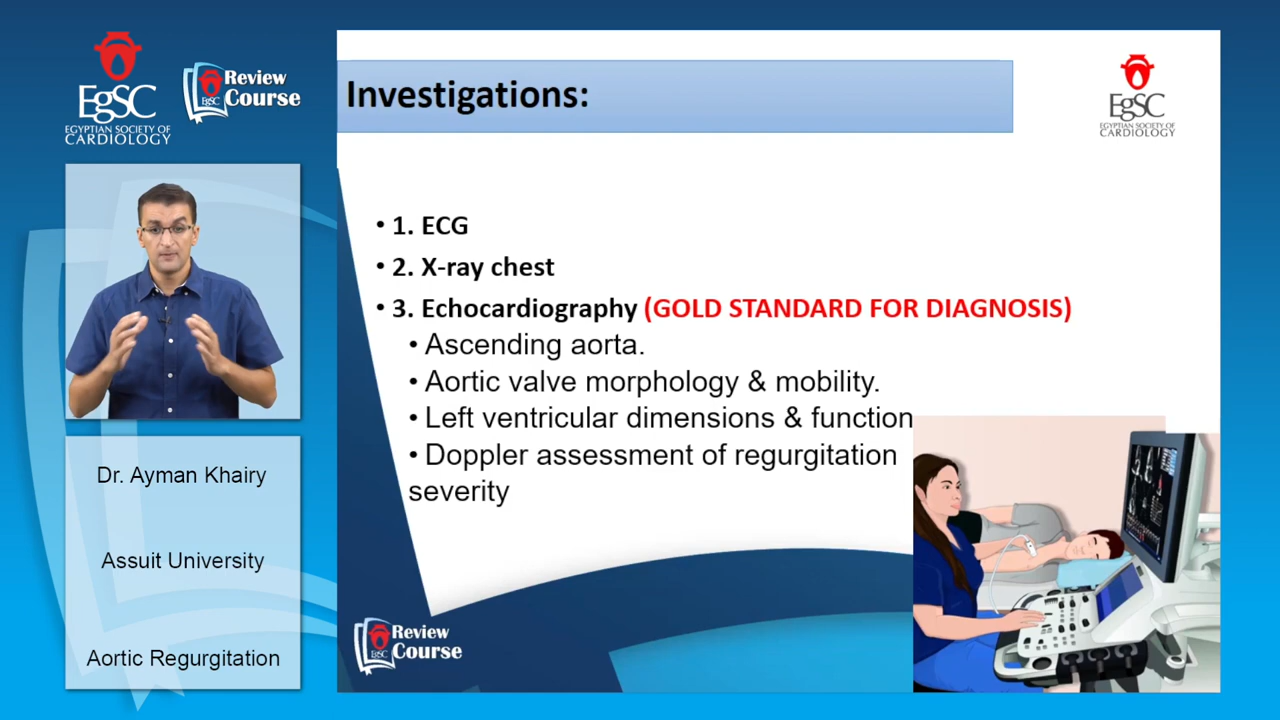 EgSC
EGYPTIAN SOCIETY OF
CARDIOLOGY
EgSC
Review
Course
Dr. Ayman Khairy
Assuit University
Aortic Regurgitation
Investigations:
EgSC
EGYPTIAN SOCIETY OF
CARDIOLOGY
• 1. ECG
• 2. X-ray chest
• 3. Echocardiography (GOLD STANDARD FOR DIAGNOSIS)
• Ascending aorta.
• Aortic valve morphology & mobility.
• Left ventricular dimensions & function
• Doppler assessment of regurgitation
severity
EgSC
Review
Course